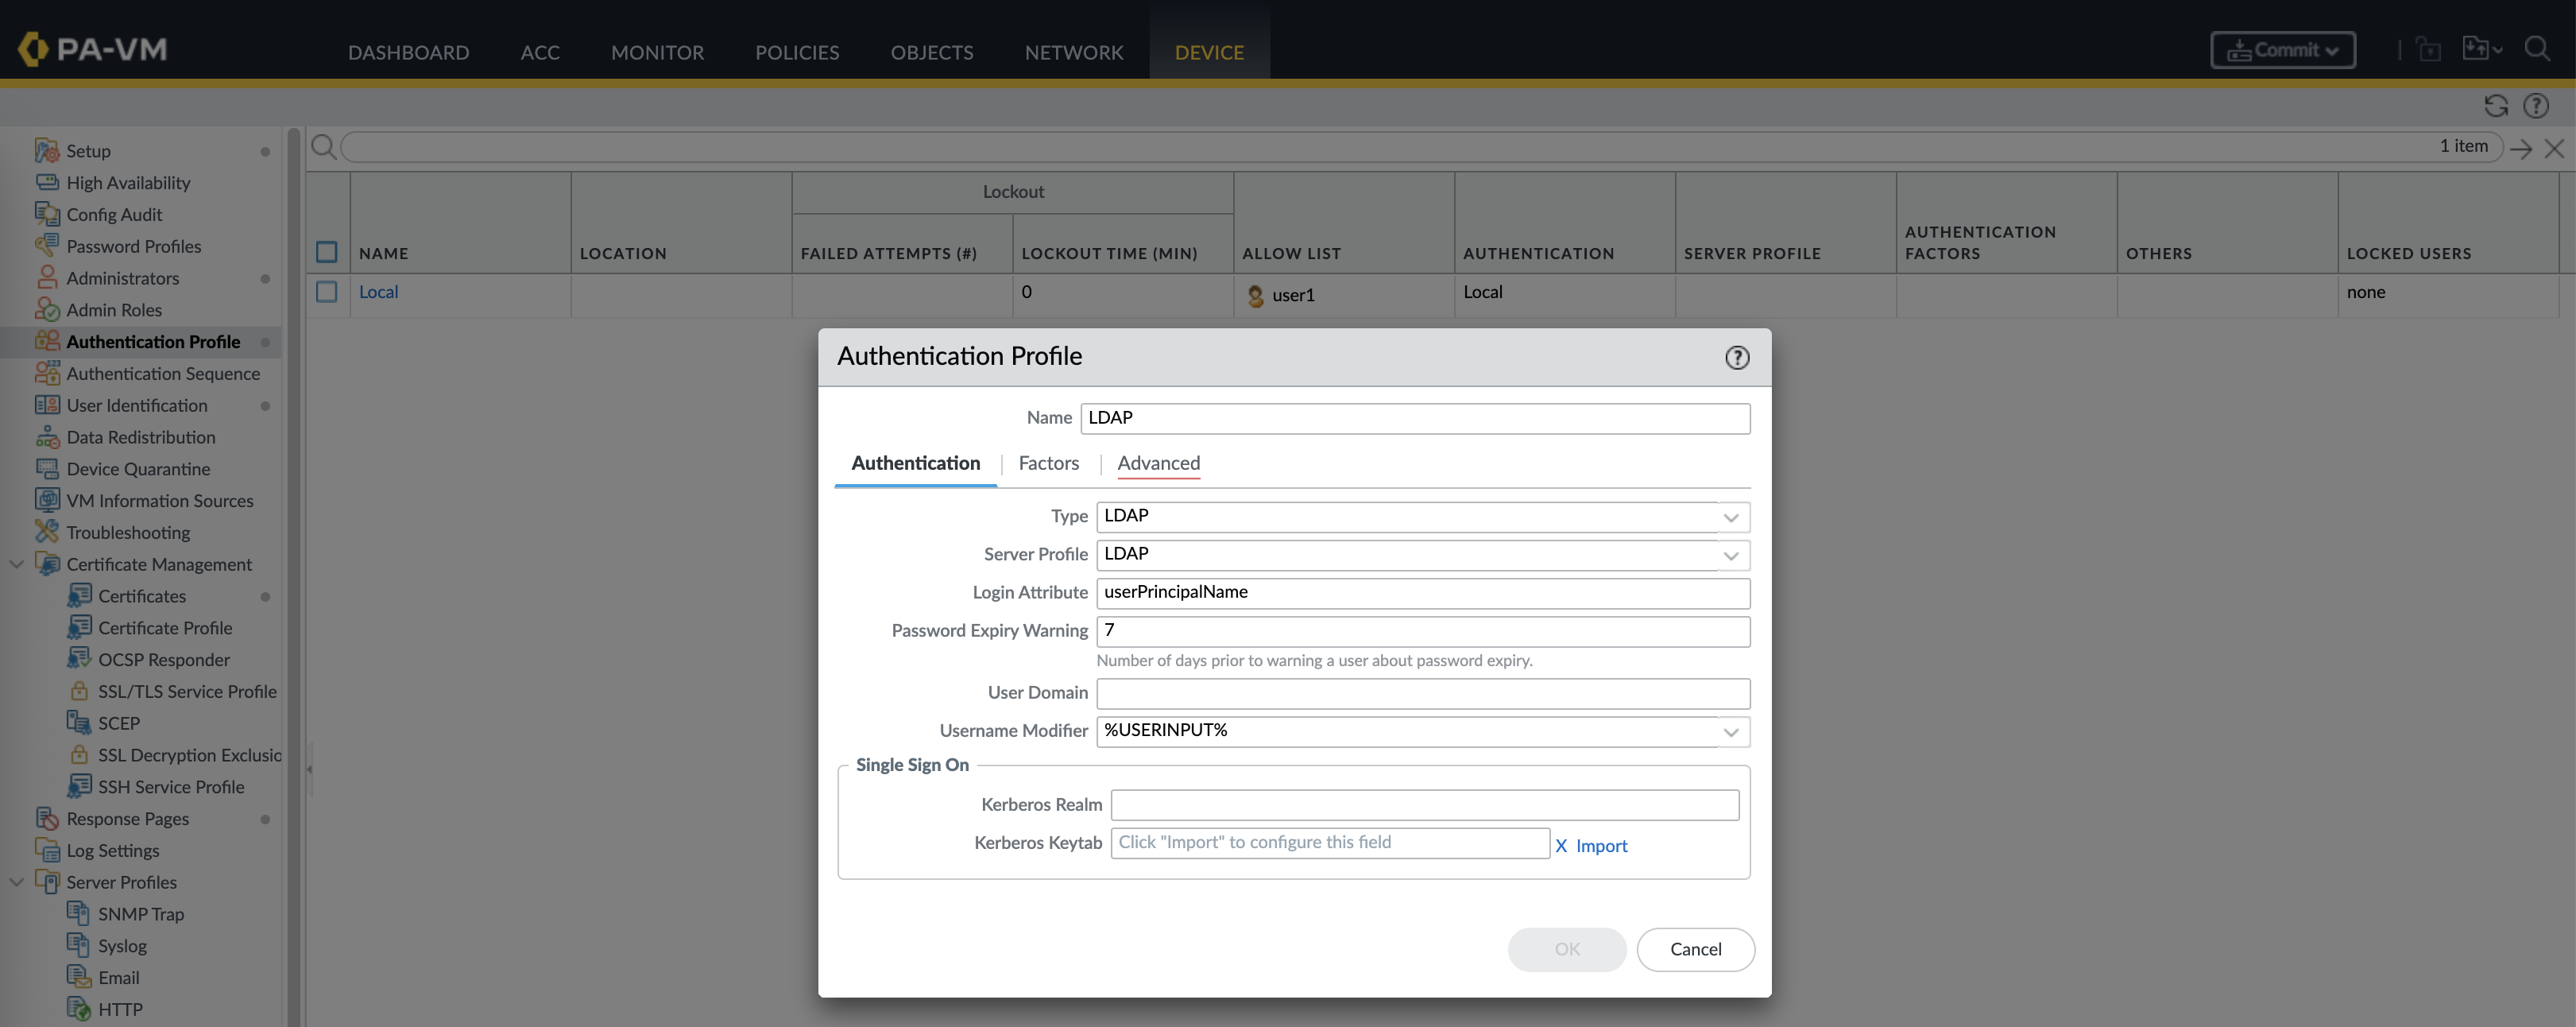 PA-VM
DASHBOARD
ACC
MONITOR
POLICIES
OBJECTS
NETWORK
DEVICE
Commit
1 item
Setup
High Availability
Config Audit
Password Profiles
Administrators
Admin Roles
Authentication Profile
Authentication Sequence
User Identification
Data Redistribution
Device Quarantine
VM Information Sources
Troubleshooting
Certificate Management
Certificates
Certificate Profile
OCSP Responder
SSL/TLS Service Profile
SCEP
SSL Decryption Exclusio
SSH Service Profile
Response Pages
Log Settings
Server Profiles
SNMP Trap
Syslog
Email
HTTP
Lockout
NAME
LOCATION
FAILED ATTEMPTS (#)
LOCKOUT TIME (MIN)
ALLOW LIST
AUTHENTICATION
SERVER PROFILE
AUTHENTICATION
FACTORS
OTHERS
LOCKED USERS
Local
0
user1
Local
none
Authentication Profile
Name
LDAP
Authentication
Factors
Advanced
Type
LDAP
Server Profile
LDAP
Login Attribute
userPrincipalName
Password Expiry Warning
7
Number of days prior to warning a user about password expiry.
User Domain
Username Modifier
%USERINPUT%
Single Sign On
Kerberos Realm
Kerberos Keytab
Click "Import" to configure this field
X Import
OK
Cancel